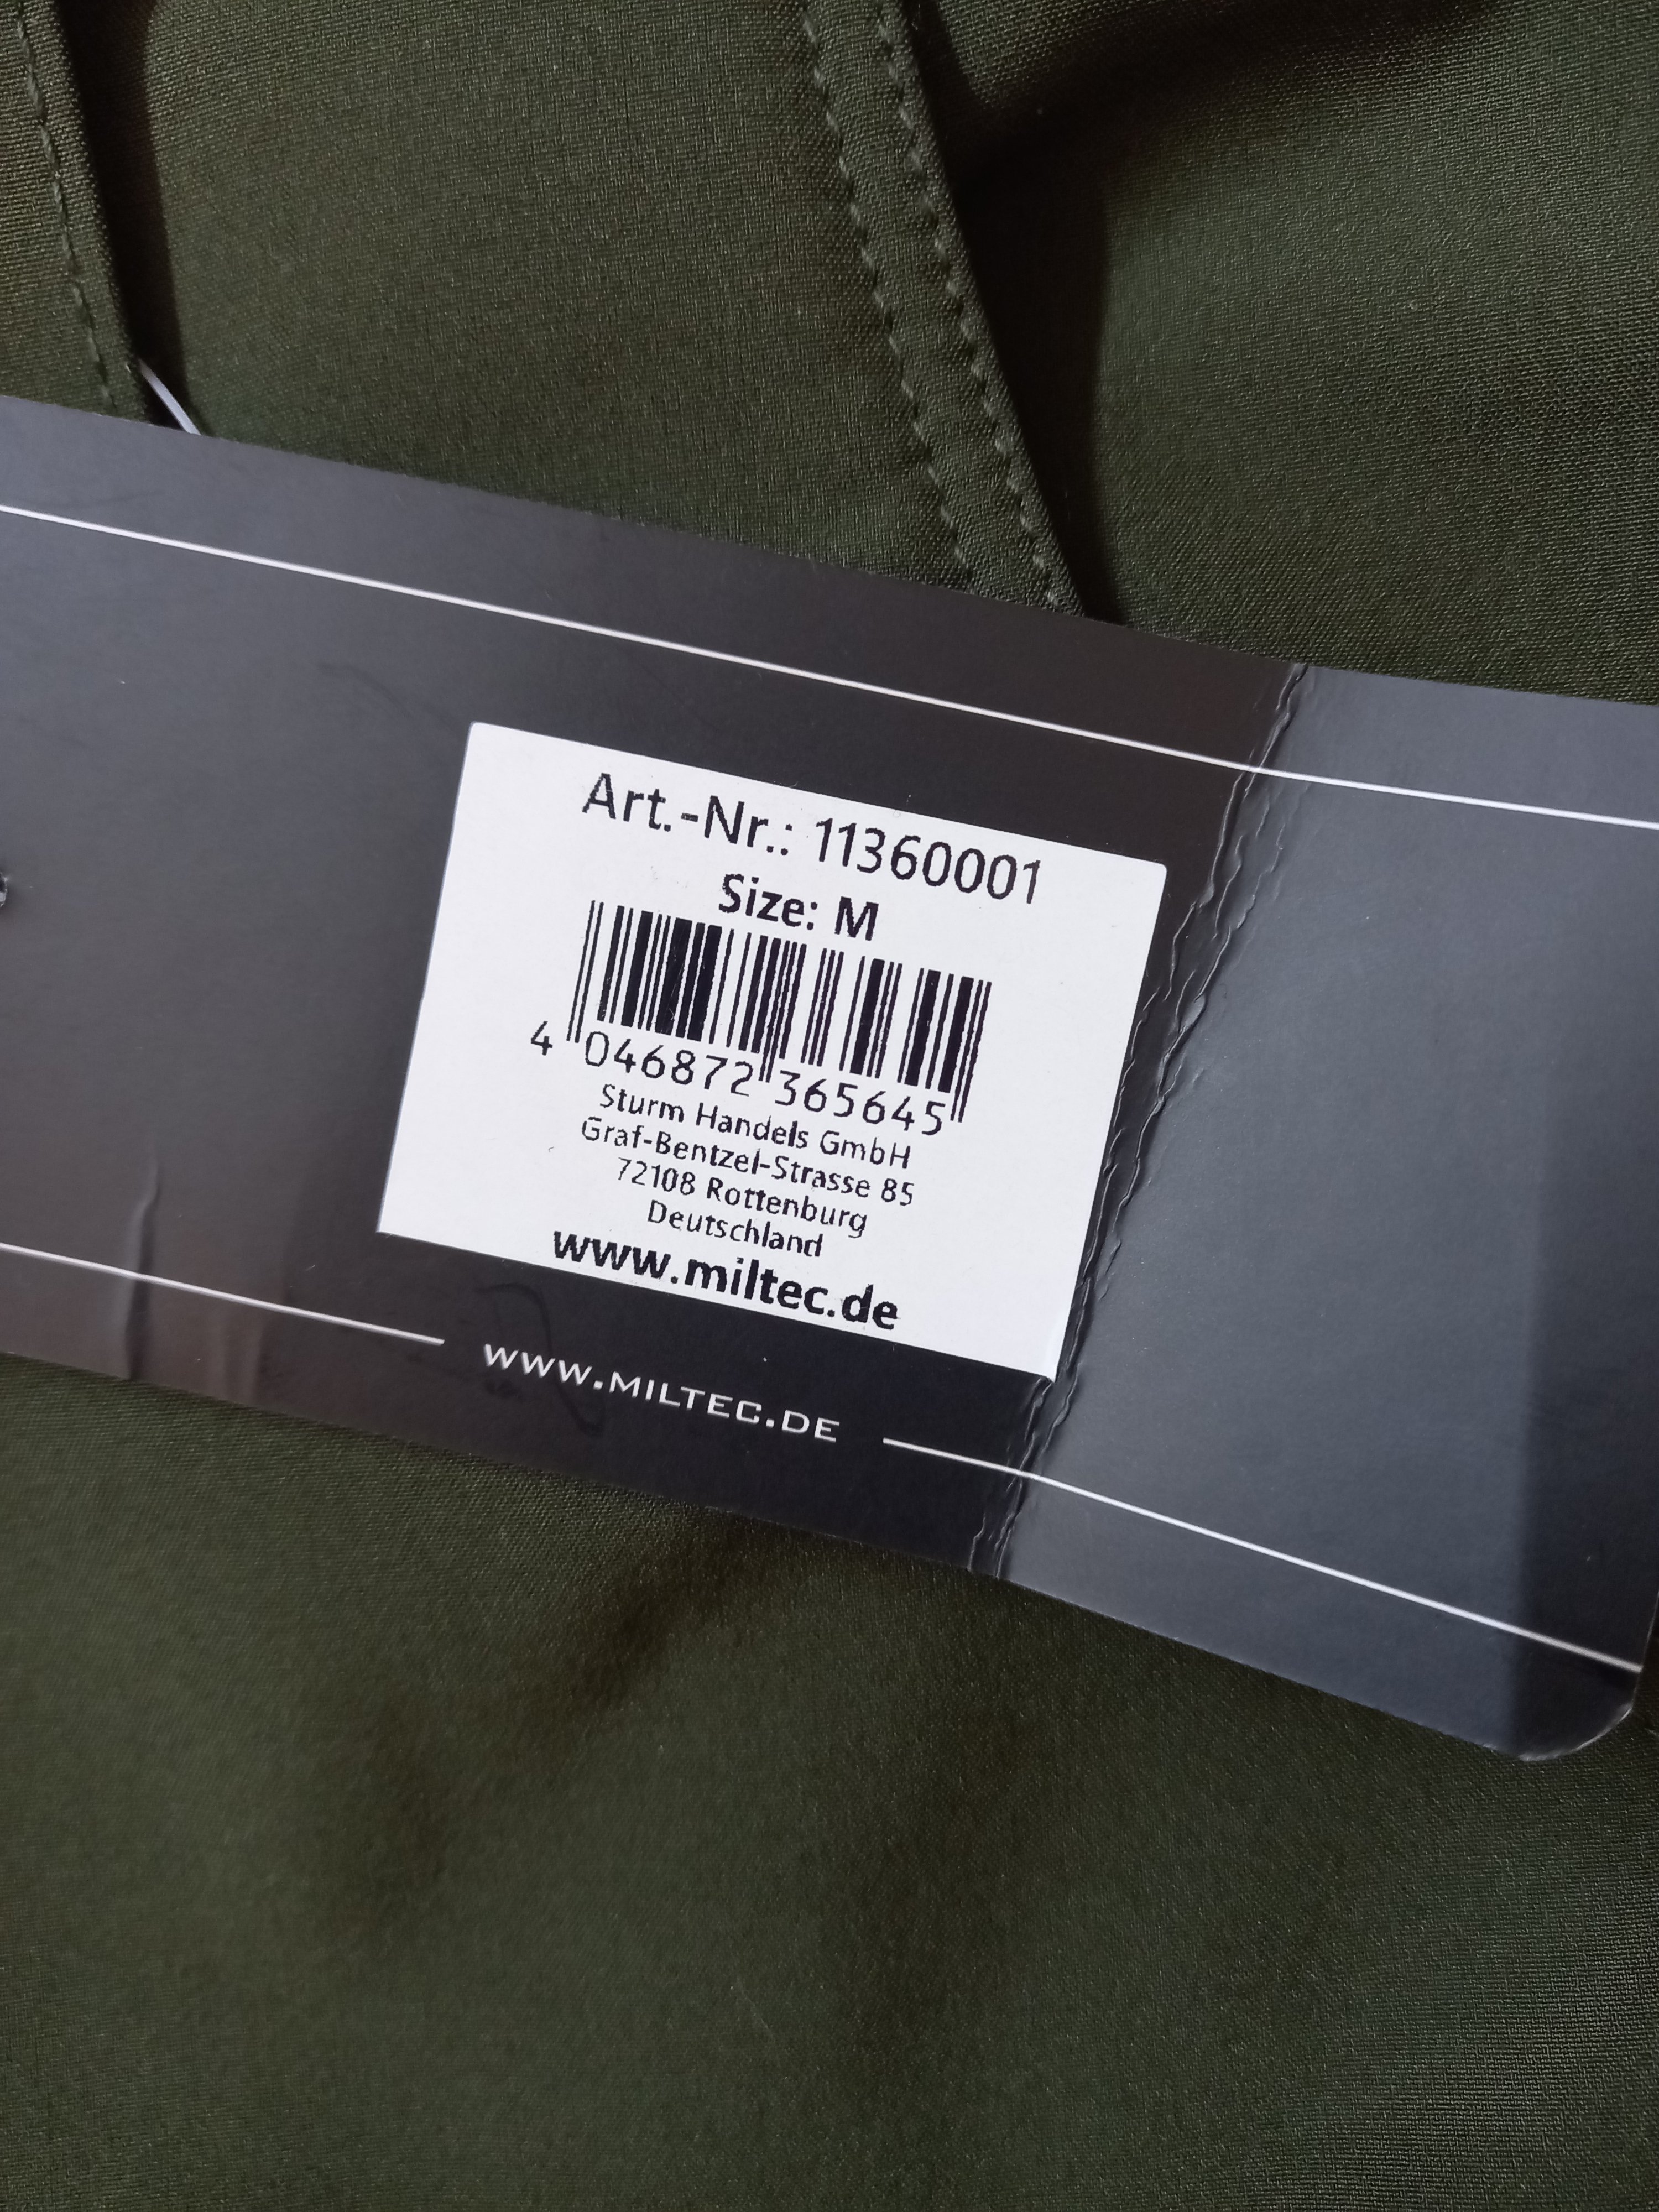 Art.-Nr.: 11360001
Size: M
4 046872 365645
Sturm Handels GmbH
Graf-Bentzel-Strasse 85
72108 Rottenburg
Deutschland
www.miltec.de
WWW.MILTEC.DE